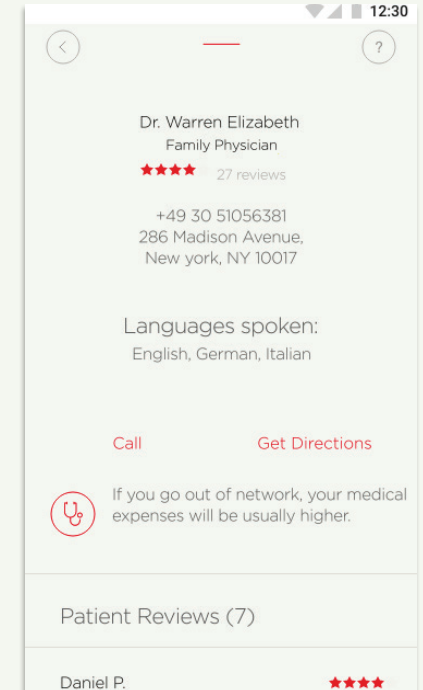 12:30
?
Dr. Warren Elizabeth
Family Physician
27 reviews
+49 30 51056381
286 Madison Avenue,
New york, NY 10017
Languages spoken:
English, German, Italian
Call Get Directions
If you go out of network, your medical
expenses will be usually higher.
Patient Reviews (7)
Daniel P.